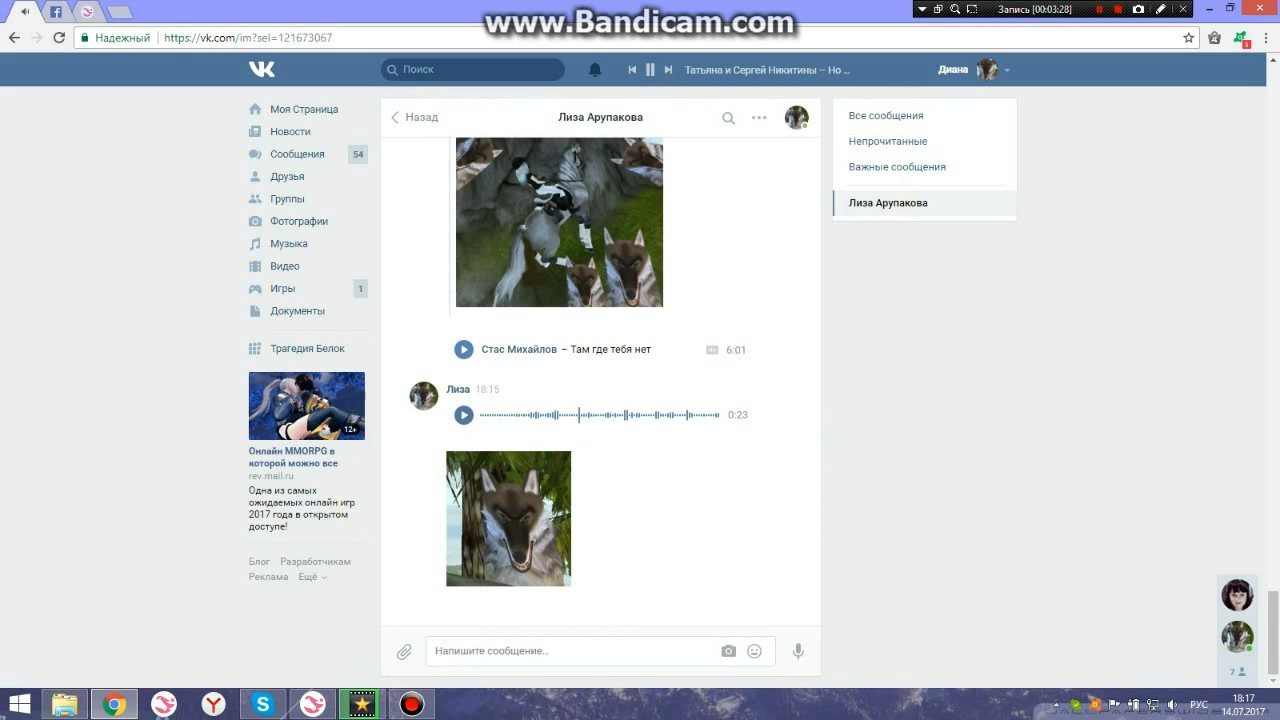 www.Bandicam.com
Запись [00:03:28]
Надежный
https://vk.com/im?sel=121673067
3
Поиск
Татьяна и Сергей Никитины – Но ...
Диана
Моя Страница
Новости
Сообщения 54
Друзья
Группы
Фотографии
Музыка
Видео
Игры 1
Документы
Трагедия Белок
12+
Онлайн MMORPG в
которой можно все
rev.mail.ru
Одна из самых
ожидаемых онлайн игр
2017 года в открытом
доступе!
Блог Разработчикам
Реклама Ещё
Назад
Лиза Арупакова
Стас Михайлов – Там где тебя нет
6:01
Лиза 18:15
0:23
Напишите сообщение...
Все сообщения
Непрочитанные
Важные сообщения
Лиза Арупакова
7
РУС
18:17
14.07.2017